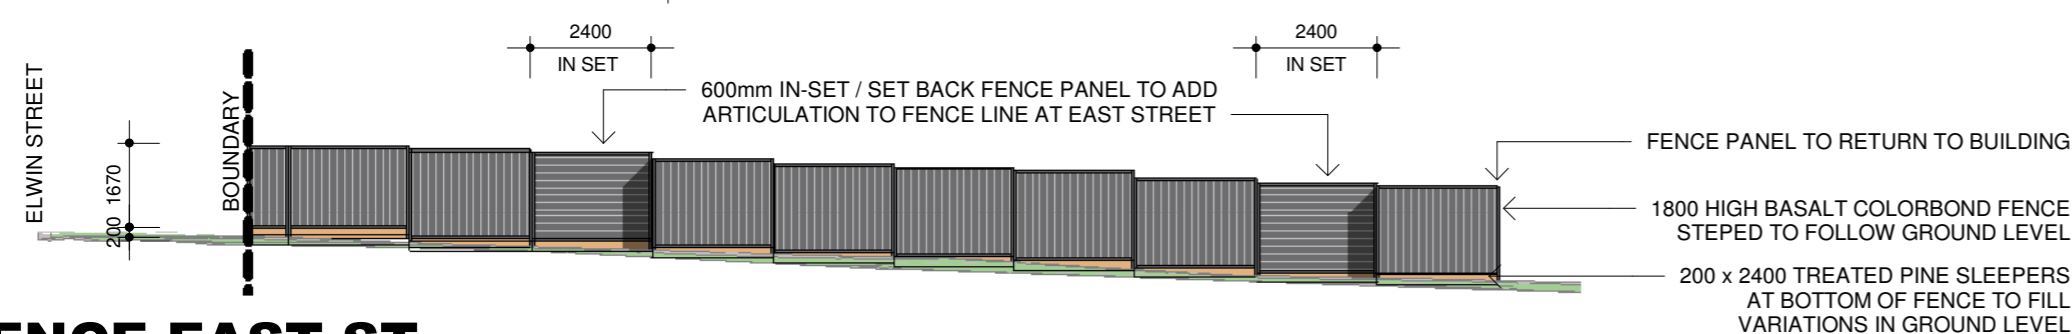 2400
IN SET
2400
IN SET
600mm IN-SET / SET BACK FENCE PANEL TO ADD
ARTICULATION TO FENCE LINE AT EAST STREET
ELWIN STREET
200 1670
BOUNDARY
FENCE PANEL TO RETURN TO BUILDING
1800 HIGH BASALT COLORBOND FENCE
STEPED TO FOLLOW GROUND LEVEL
200 x 2400 TREATED PINE SLEEPERS
AT BOTTOM OF FENCE TO FILL
VARIATIONS IN GROUND LEVEL
ENCE EAST ST